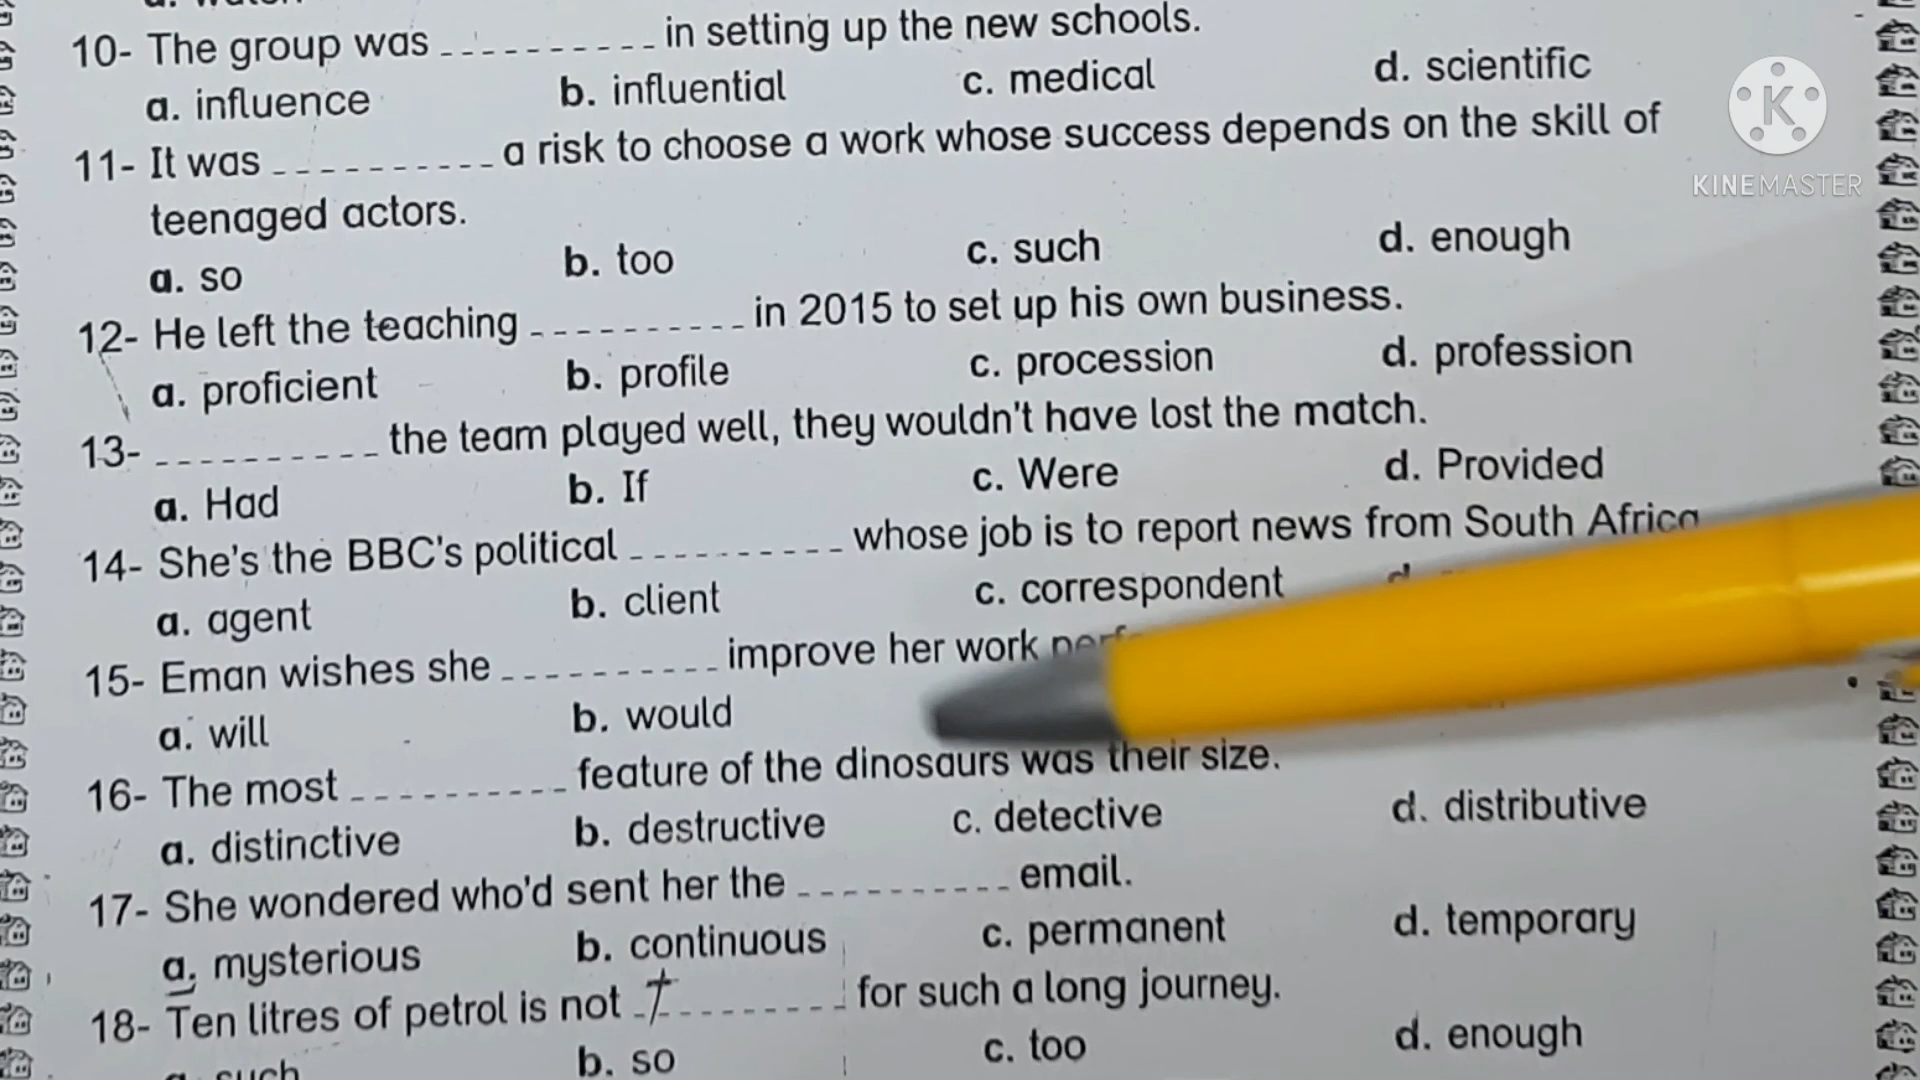 10- The group was __________ in setting up the new schools.
a. influence b. influential c. medical d. scientific
11- It was __________ a risk to choose a work whose success depends on the skill of
teenaged actors.
a. so b. too c. such d. enough
12- He left the teaching __________ in 2015 to set up his own business.
a. proficient b. profile c. procession d. profession
13- __________ the team played well, they wouldn't have lost the match.
a. Had b. If c. Were d. Provided
14- She's the BBC's political __________ whose job is to report news from South Africa
a. agent b. client c. correspondent d.
15- Eman wishes she __________ improve her work
a. will b. would
16- The most __________ feature of the dinosaurs was their size.
a. distinctive b. destructive c. detective d. distributive
17- She wondered who'd sent her the __________ email.
a. mysterious b. continuous c. permanent d. temporary
18- Ten litres of petrol is not __________ for such a long journey.
a. such b. so c. too d. enough
K
KINEMASTER